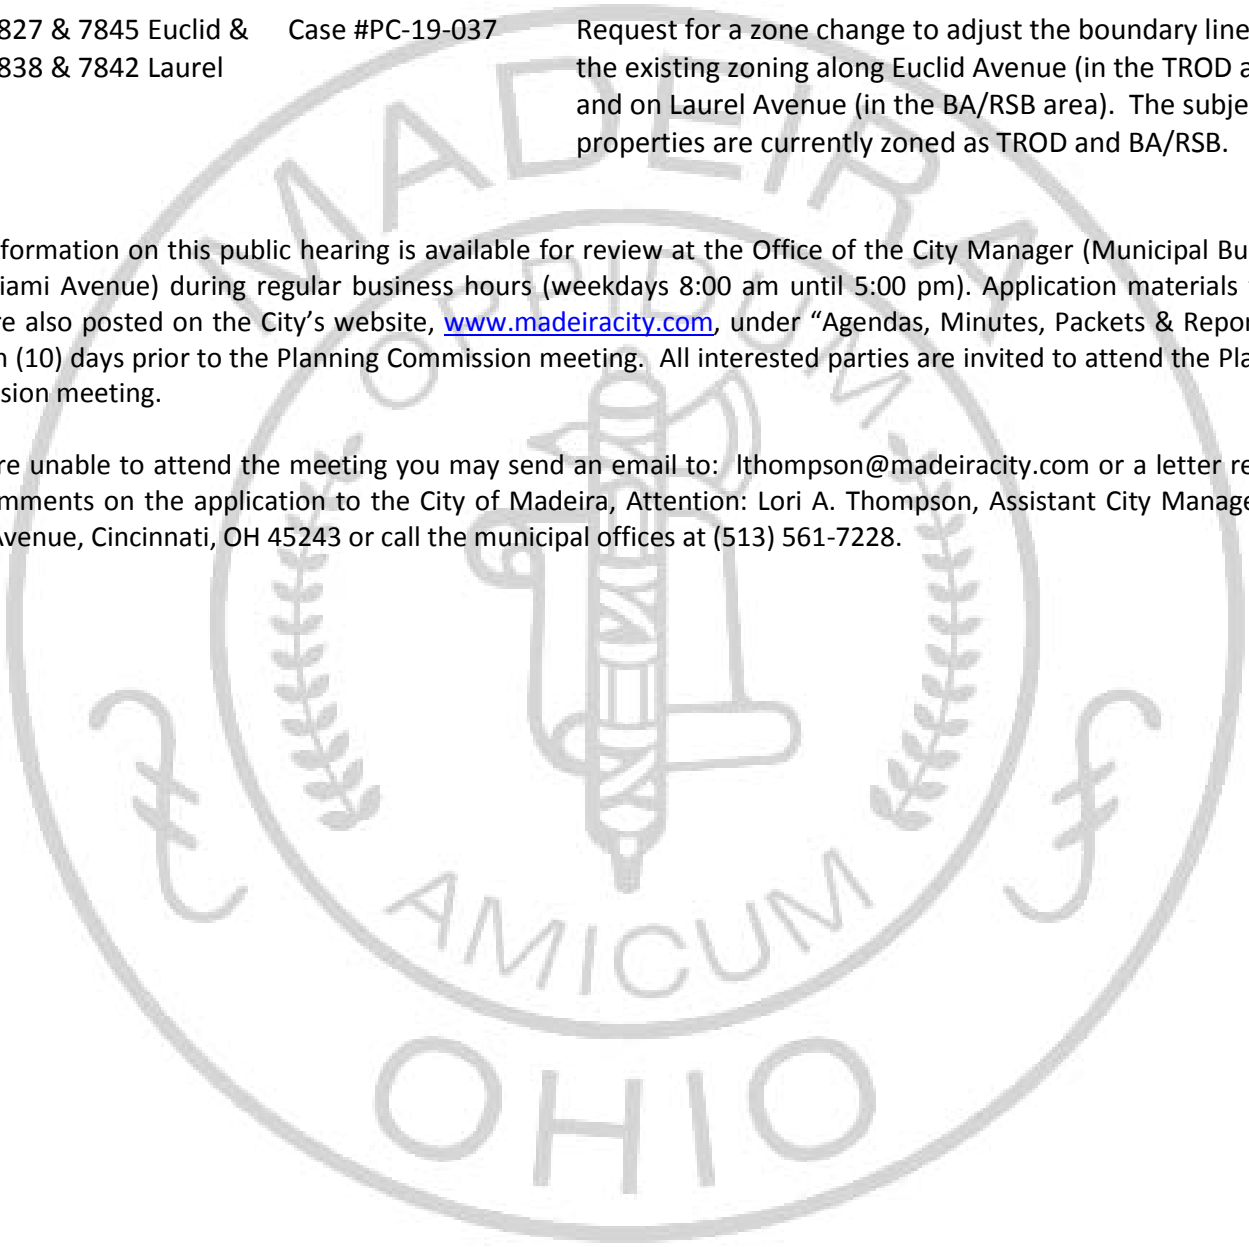 827 & 7845 Euclid & Case #PC-19-037 Request for a zone change to adjust the boundary line
838 & 7842 Laurel the existing zoning along Euclid Avenue (in the TROD a
and on Laurel Avenue (in the BA/RSB area). The subje
properties are currently zoned as TROD and BA/RSB.
formation on this public hearing is available for review at the Office of the City Manager (Municipal Bu
iami Avenue) during regular business hours (weekdays 8:00 am until 5:00 pm). Application materials
re also posted on the City’s website, www.madeiracity.com, under “Agendas, Minutes, Packets & Repor
n (10) days prior to the Planning Commission meeting. All interested parties are invited to attend the Pla
sion meeting.
re unable to attend the meeting you may send an email to: lthompson@madeiracity.com or a letter re
mments on the application to the City of Madeira, Attention: Lori A. Thompson, Assistant City Manage
Avenue, Cincinnati, OH 45243 or call the municipal offices at (513) 561-7228.
MADEIRA
OPPIDUM
AMICUM
OHIO